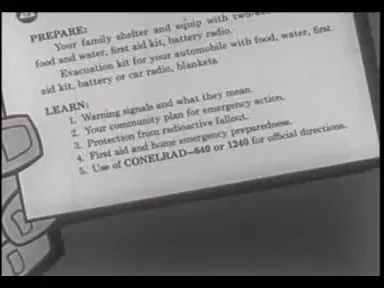 PREPARE:
Your family shelter and equip with
food and water, first aid kit, battery radio.
Evacuation kit for your automobile with food, water, first
aid kit, battery or car radio, blankets.
LEARN:
1. Warning signals and what they mean.
2. Your community plan for emergency action.
3. Protection from radioactive fallout.
4. First aid and home emergency preparedness.
5. Use of CONELRAD—640 or 1240 for official directions.